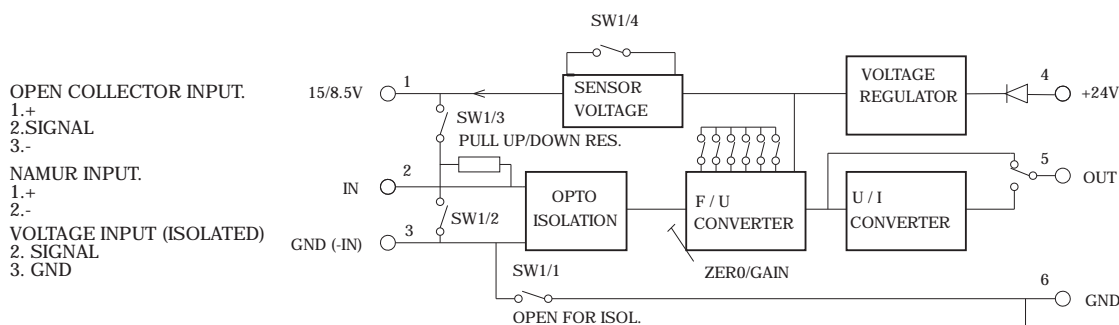 SW1/4
OPEN COLLECTOR INPUT.
1.+
2.SIGNAL
3.-
NAMUR INPUT.
1.+
2.-
VOLTAGE INPUT (ISOLATED)
2. SIGNAL
3. GND
15/8.5V
1
SENSOR
VOLTAGE
VOLTAGE
REGULATOR
4
+24V
SW1/3
PULL UP/DOWN RES.
IN
2
OPTO
ISOLATION
F / U
CONVERTER
U / I
CONVERTER
5
OUT
SW1/2
GND (-IN)
3
ZER0/GAIN
SW1/1
OPEN FOR ISOL.
6
GND